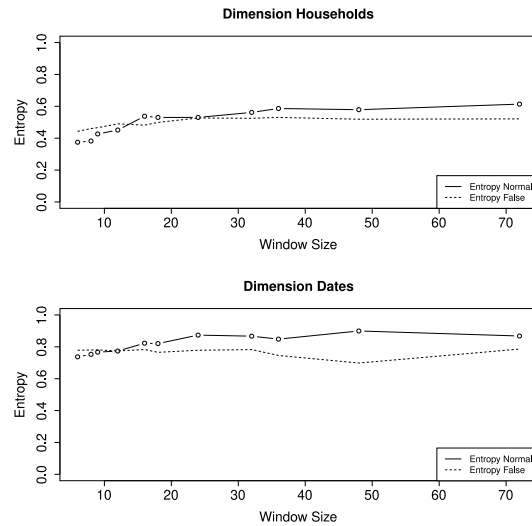 Dimension Households
Entropy
0.0 0.2 0.4 0.6 0.8 1.0
Entropy Normal
Entropy False
10 20 30 40 50 60 70
Window Size
Dimension Dates
Entropy
0.0 0.2 0.4 0.6 0.8 1.0
Entropy Normal
Entropy False
10 20 30 40 50 60 70
Window Size